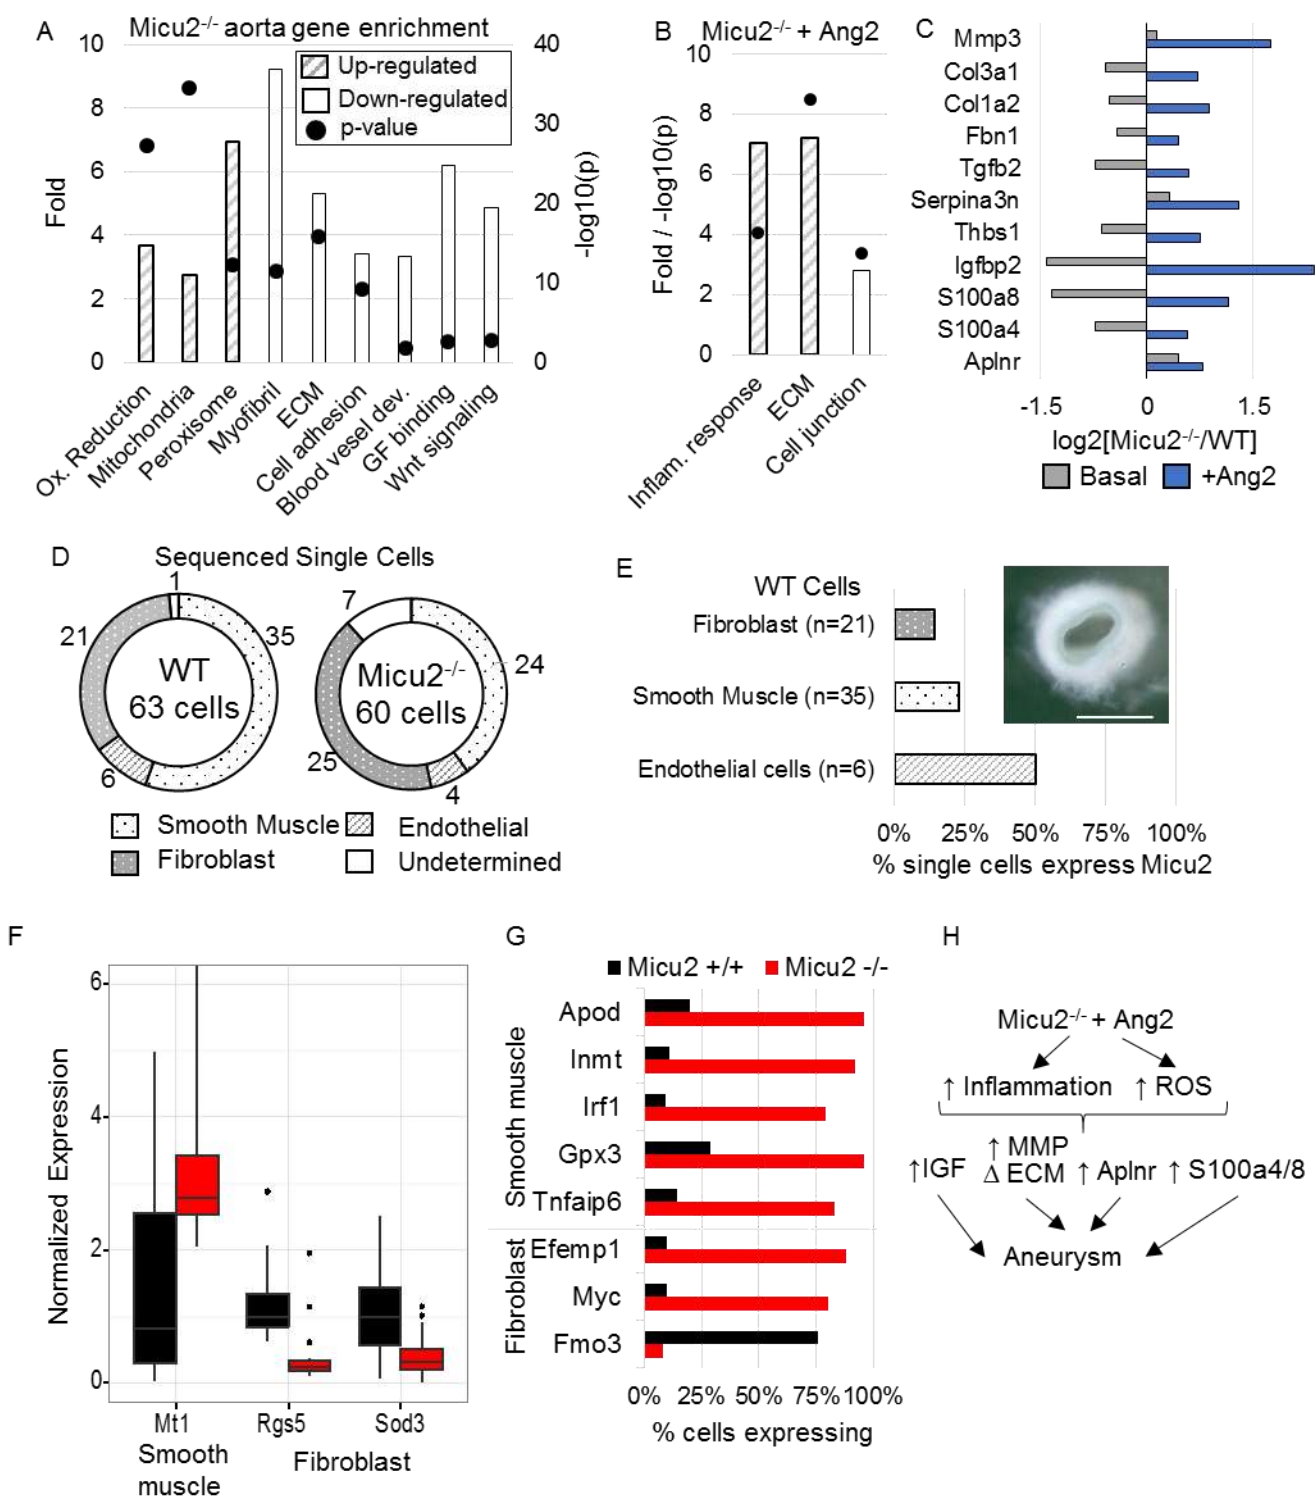 A
Micu2-/- aorta gene enrichment
10
8
6
4
2
0
Fold
Up-regulated
Down-regulated
p-value
40
30
20
10
0
-log10(p)
Ox. Reduction
Mitochondria
Peroxisome
Myofibril
ECM
Cell adhesion
Blood vesel dev.
GF binding
Wnt signaling
B
Micu2-/- + Ang2
10
8
6
4
2
0
Fold / -log10(p)
Inflam. response
ECM
Cell junction
C
Mmp3
Col3a1
Col1a2
Fbn1
Tgfb2
Serpina3n
Thbs1
Igfbp2
S100a8
S100a4
Aplnr
-1.5 0 1.5
log2[Micu2-/-/WT]
Basal +Ang2
D
Sequenced Single Cells
1
21
35
6
WT
63 cells
7
24
25
4
Micu2-/-
60 cells
Smooth Muscle
Endothelial
Fibroblast
Undetermined
E
WT Cells
Fibroblast (n=21)
Smooth Muscle (n=35)
Endothelial cells (n=6)
0% 25% 50% 75% 100%
% single cells express Micu2
F
6
4
2
0
Normalized Expression
Mt1 Rgs5 Sod3
Smooth
muscle
Fibroblast
G
Micu2 +/+ Micu2 -/-
Smooth muscle
Apod
Inmt
Irf1
Gpx3
Tnfaip6
Fibroblast
Efemp1
Myc
Fmo3
0% 25% 50% 75% 100%
% cells expressing
H
Micu2-/- + Ang2
↑ Inflammation ↑ ROS
↑IGF
↑ MMP
Δ ECM
↑ Aplnr
↑ S100a4/8
Aneurysm